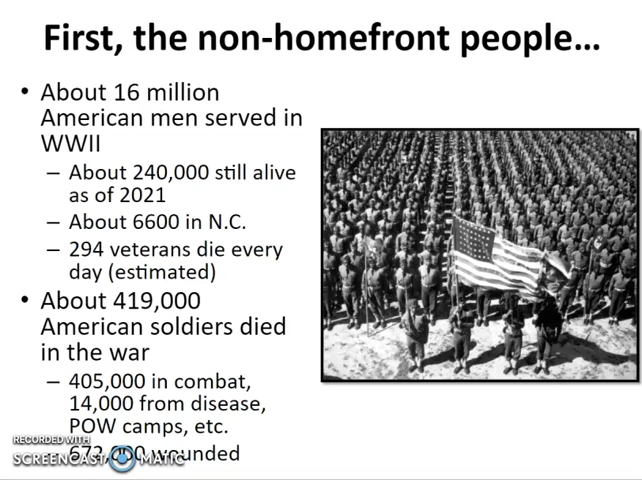 First, the non-homefront people…
• About 16 million
American men served in
WWII
– About 240,000 still alive
as of 2021
– About 6600 in N.C.
– 294 veterans die every
day (estimated)
• About 419,000
American soldiers died
in the war
– 405,000 in combat,
14,000 from disease,
POW camps, etc.
RECORDED WITH
– 672,000 wounded
SCREENCAST MATIC